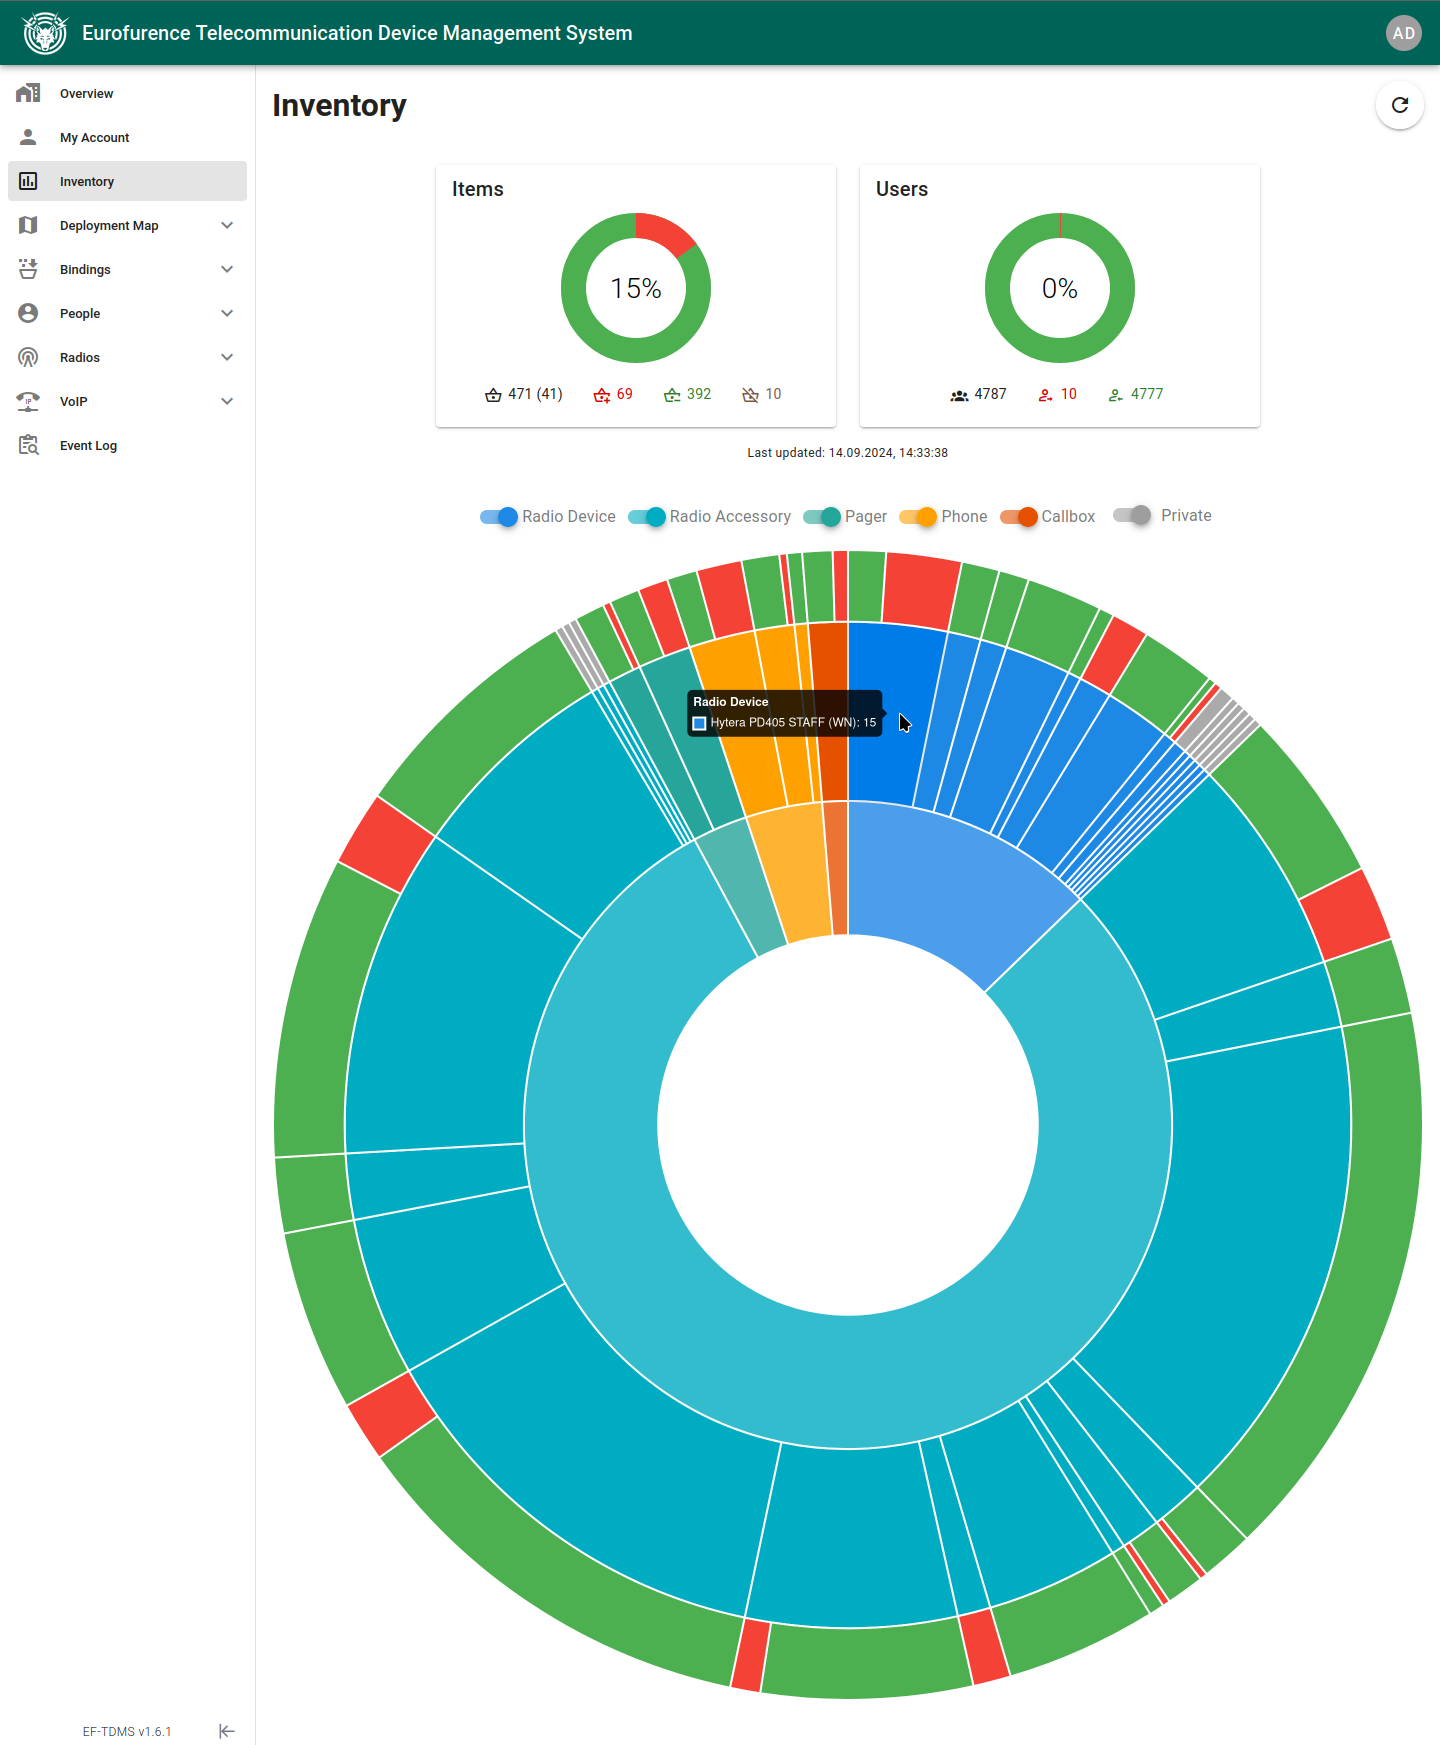 Eurofurence Telecommunication Device Management System
AD
Overview
My Account
Inventory
Deployment Map
Bindings
People
Radios
IP
VoIP
Event Log
Inventory
Items
15%
471 (41)
69
392
10
Users
0%
4787
10
4777
Last updated: 14.09.2024, 14:33:38
Radio Device
Radio Accessory
Pager
Phone
Callbox
Private
Radio Device
Hytera PD405 STAFF (WN): 15
EF-TDMS v1.6.1